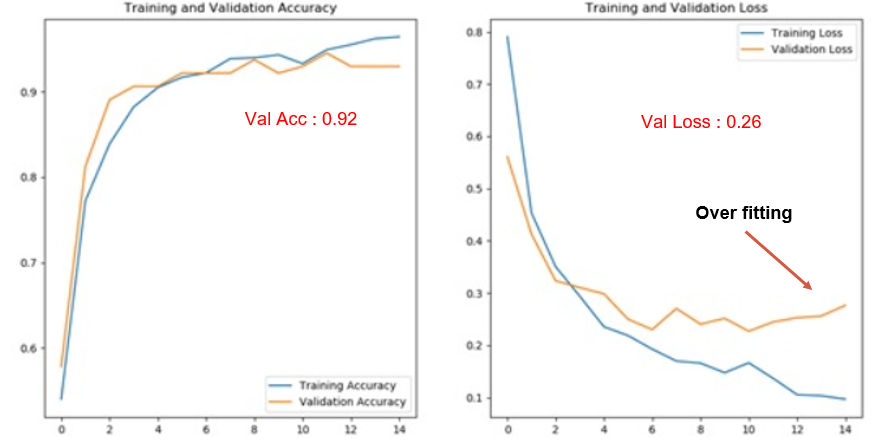 Training and Validation Accuracy
0.9
0.8
0.7
0.6
Val Acc : 0.92
Training Accuracy
Validation Accuracy
0 2 4 6 8 10 12 14
Training and Validation Loss
0.8
0.7
0.6
0.5
0.4
0.3
0.2
0.1
Training Loss
Validation Loss
Val Loss : 0.26
Over fitting
0 2 4 6 8 10 12 14